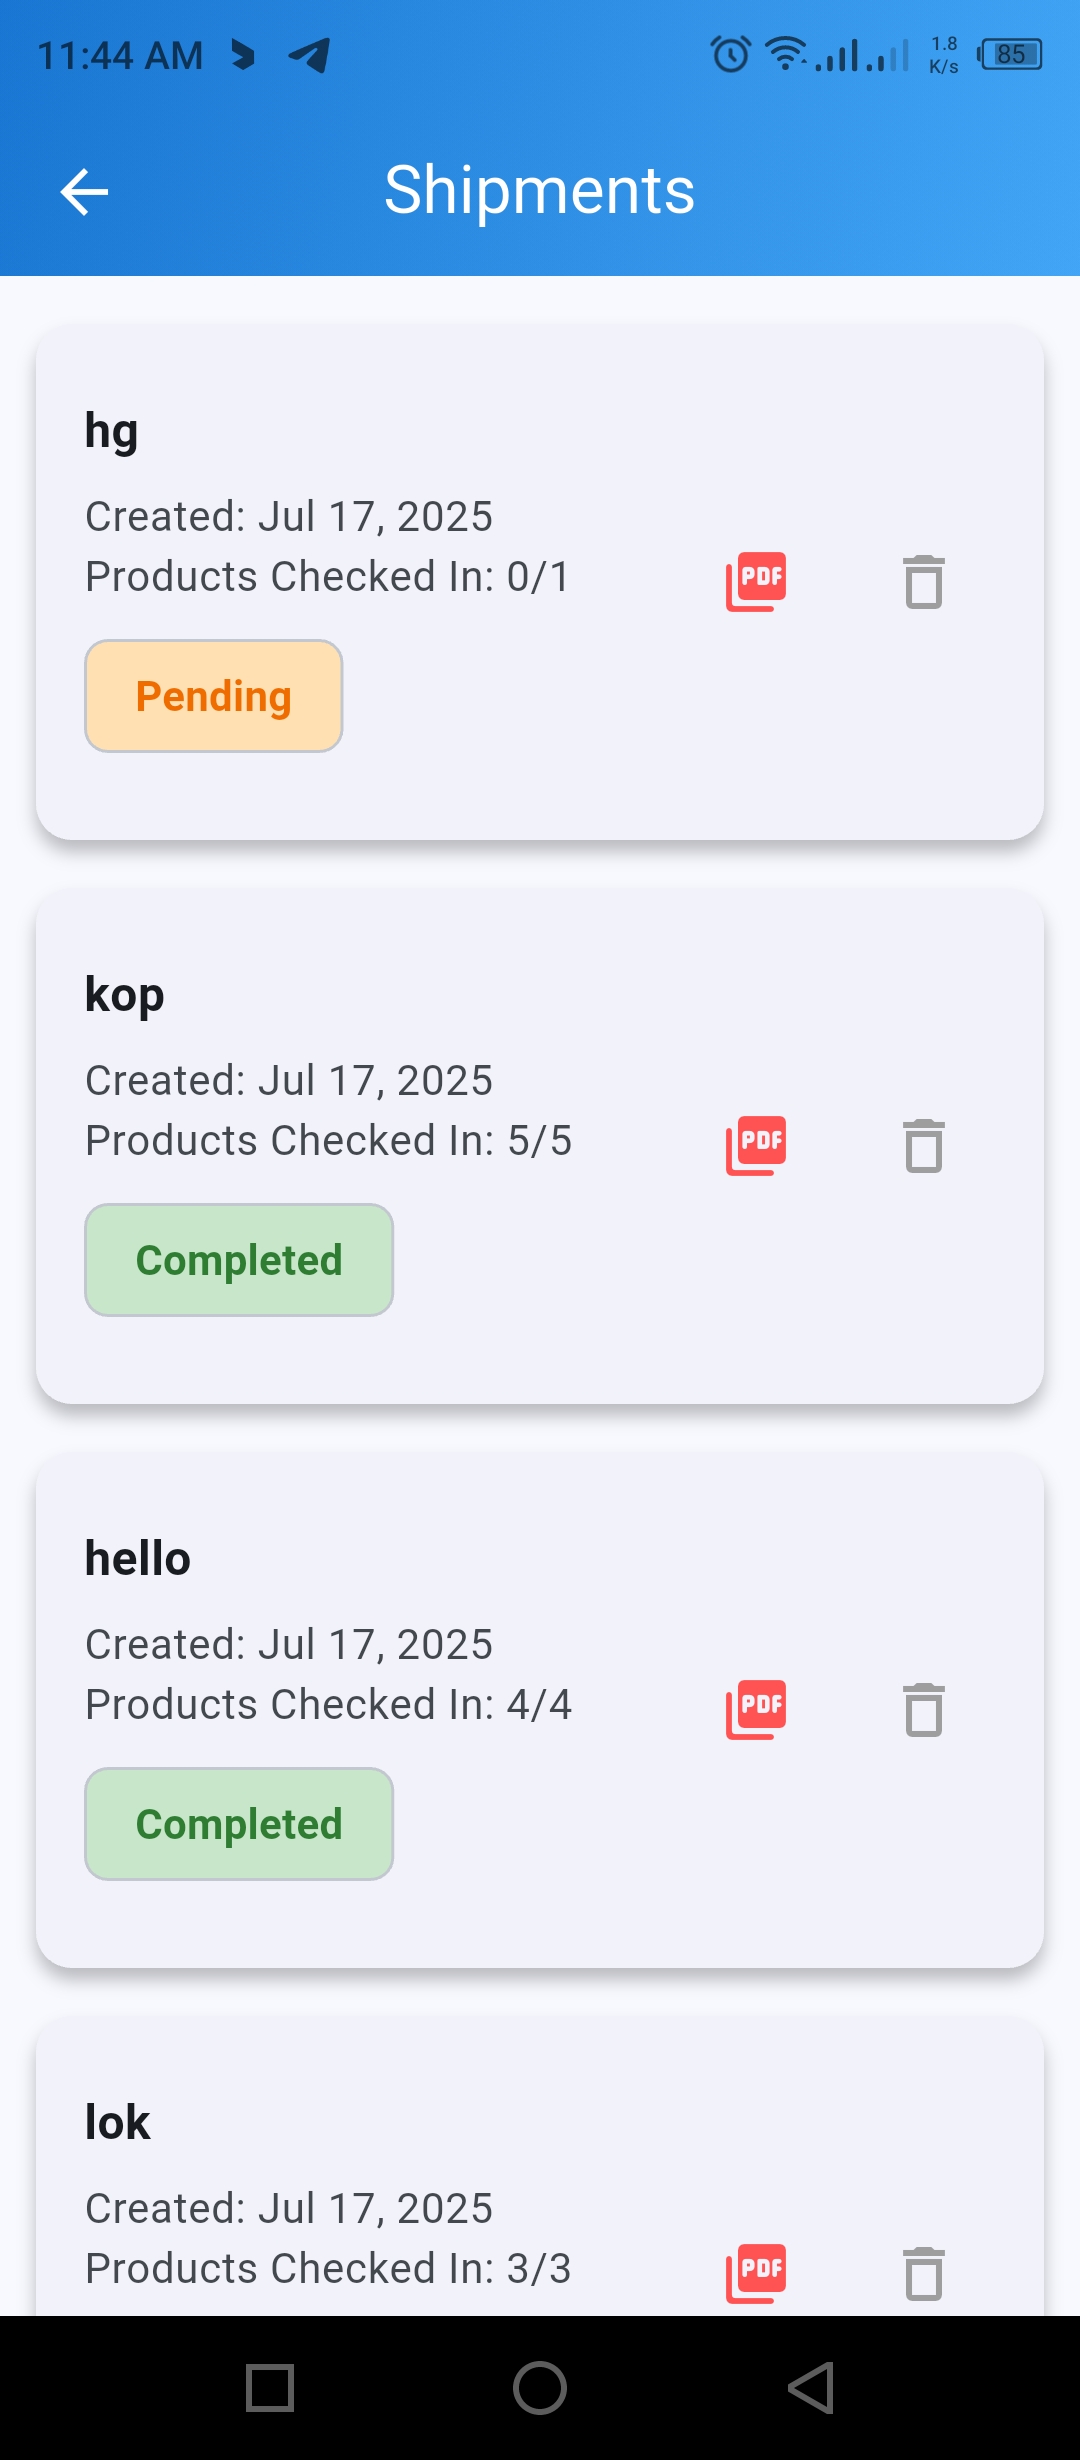 11:44 AM 1.8 K/s 85
Shipments
hg
Created: Jul 17, 2025
Products Checked In: 0/1
PDF
Pending
kop
Created: Jul 17, 2025
Products Checked In: 5/5
PDF
Completed
hello
Created: Jul 17, 2025
Products Checked In: 4/4
PDF
Completed
lok
Created: Jul 17, 2025
Products Checked In: 3/3
PDF